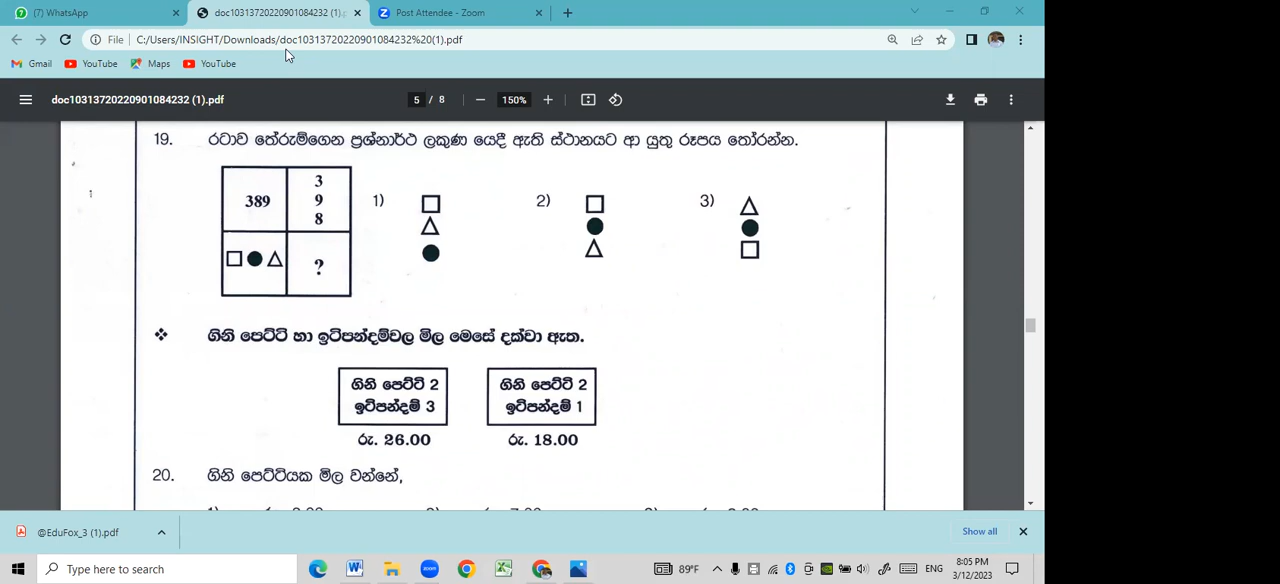 (7) WhatsApp
doc10313720220901084232 (1).p
Post Attendee - Zoom
File
C:/Users/INSIGHT/Downloads/doc10313720220901084232%20(1).pdf
Gmail
YouTube
Maps
YouTube
doc10313720220901084232 (1).pdf
5 / 8
150%
19. රටාව තේරුම්ගෙන ප්‍රශ්නාර්ථ ලකුණ යෙදී ඇති ස්ථානයට ආ යුතු රූපය තෝරන්න.
1
389
3
9
8
?
1)
2)
3)
❖ ගිනි පෙට්ටි හා ඉටිපන්දම්වල මිල මෙසේ දක්වා ඇත.
ගිනි පෙට්ටි 2
ඉටිපන්දම් 3
රු. 26.00
ගිනි පෙට්ටි 2
ඉටිපන්දම් 1
රු. 18.00
20. ගිනි පෙට්ටියක මිල වන්නේ,
@EduFox_3 (1).pdf
Show all
Type here to search
89°F
ENG
8:05 PM
3/12/2023